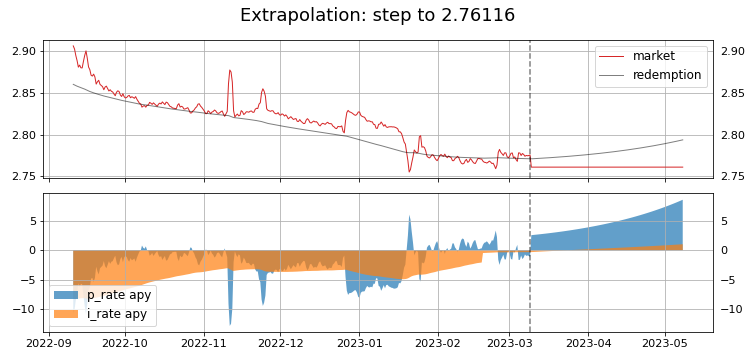 Extrapolation: step to 2.76116
2.90 2.90
market
redemption
2.85 2.85
2.80 2.80
2.75 2.75
5 5
0 0
−5 −5
p_rate apy
i_rate apy
−10 −10
2022-09 2022-10 2022-11 2022-12 2023-01 2023-02 2023-03 2023-04 2023-05